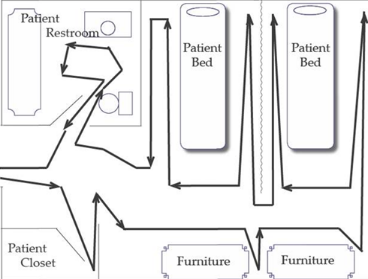 Patient
Restroom
Patient
Bed
Patient
Bed
Patient
Closet
Furniture
Furniture